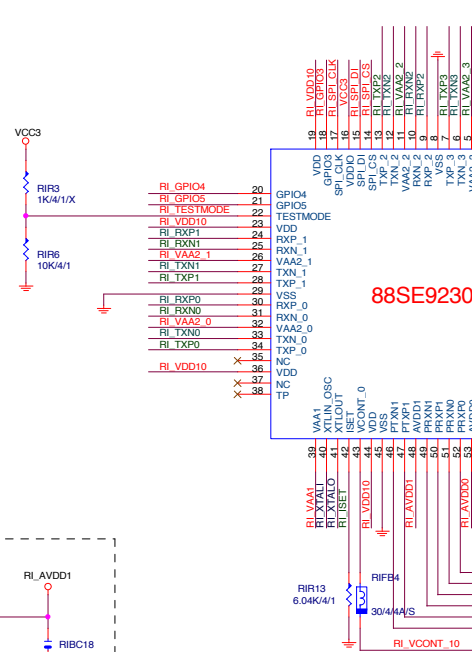 VCC3
RIR3
1K/4/1/X
RIR6
10K/4/1
RI_VDD10
RI_GPIO3
RI_SPI_CLK
VCC3
RI_SPI_DI
RI_SPI_CS
RI_TXP2
RI_TXN2
RI_VAA2_2
RI_RXN2
RI_RXP2
RI_TXP3
RI_TXN3
RI_VAA2_3
19
18
17
16
15
14
13
12
11
10
9
8
7
6
5
VDD
GPIO3
SPI_CLK
VDDO
SPI_DI
SPI_CS
TXP_2
TXN_2
VAA2_2
RXN_2
RXP_2
VSS
TXP_3
TXN_3
VAA2_3
RI_GPIO4 20 GPIO4
RI_GPIO5 21 GPIO5
RI_TESTMODE 22 TESTMODE
RI_VDD10 23 VDD
RI_RXP1 24 RXP_1
RI_RXN1 25 RXN_1
RI_VAA2_1 26 VAA2_1
RI_TXN1 27 TXN_1
RI_TXP1 28 TXP_1
29 VSS
RI_RXP0 30 RXP_0
RI_RXN0 31 RXN_0
RI_VAA2_0 32 VAA2_0
RI_TXN0 33 TXN_0
RI_TXP0 34 TXP_0
35 NC
RI_VDD10 36 VDD
37 NC
38 TP
88SE9230
VAA1
XTLIN_OSC
XTLOUT
ISET
VCONT_0
VDD
VSS
PTXN1
PTXP1
AVDD1
PRXN1
PRXP1
PRXN0
PRXP0
AVDD0
39
40
41
42
43
44
45
46
47
48
49
50
51
52
53
RI_VAA1
RI_XTALI
RI_XTALO
RI_ISET
RI_VDD10
RI_AVDD1
RI_AVDD0
RIR13
6.04K/4/1
RIFB4
30/4/4A/S
RI_VCONT_10
RI_AVDD1
RIBC18